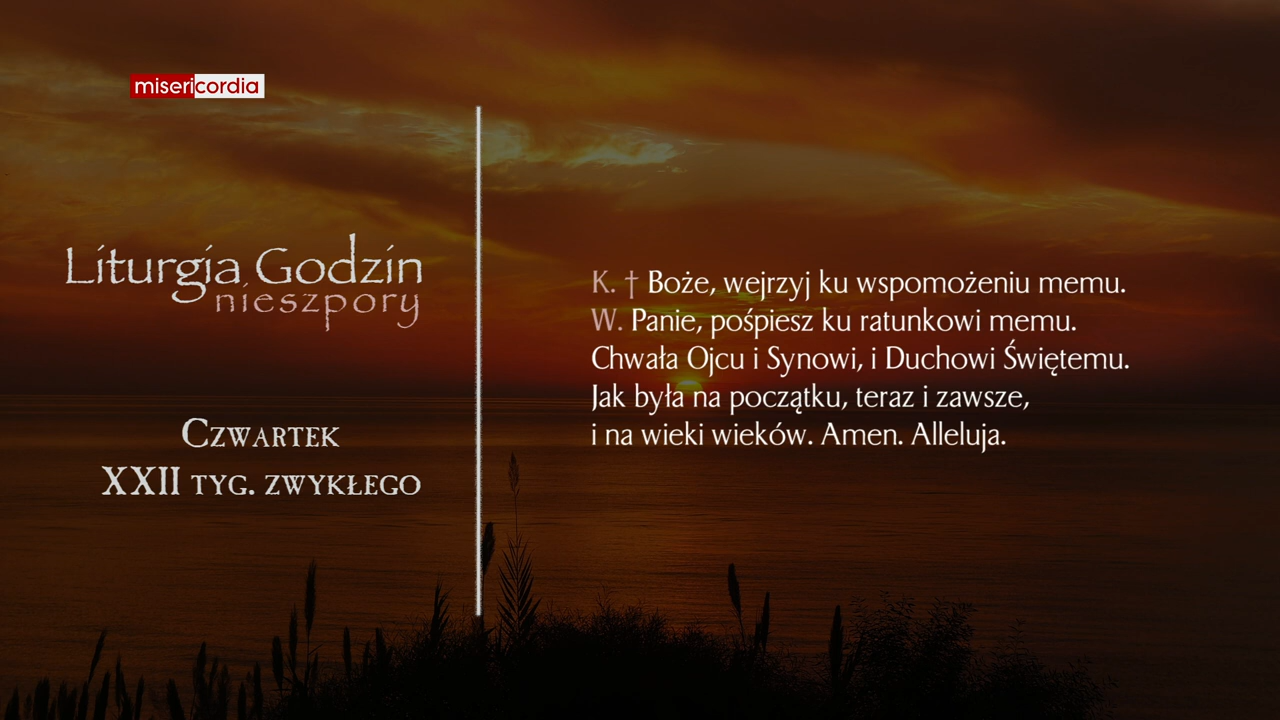 misericordia
Liturgia Godzin
nieszpory
Czwartek
XXII tyg. zwykłego
K. † Boże, wejrzyj ku wspomożeniu memu.
W. Panie, pośpiesz ku ratunkowi memu.
Chwała Ojcu i Synowi, i Duchowi Świętemu.
Jak była na początku, teraz i zawsze,
i na wieki wieków. Amen. Alleluja.